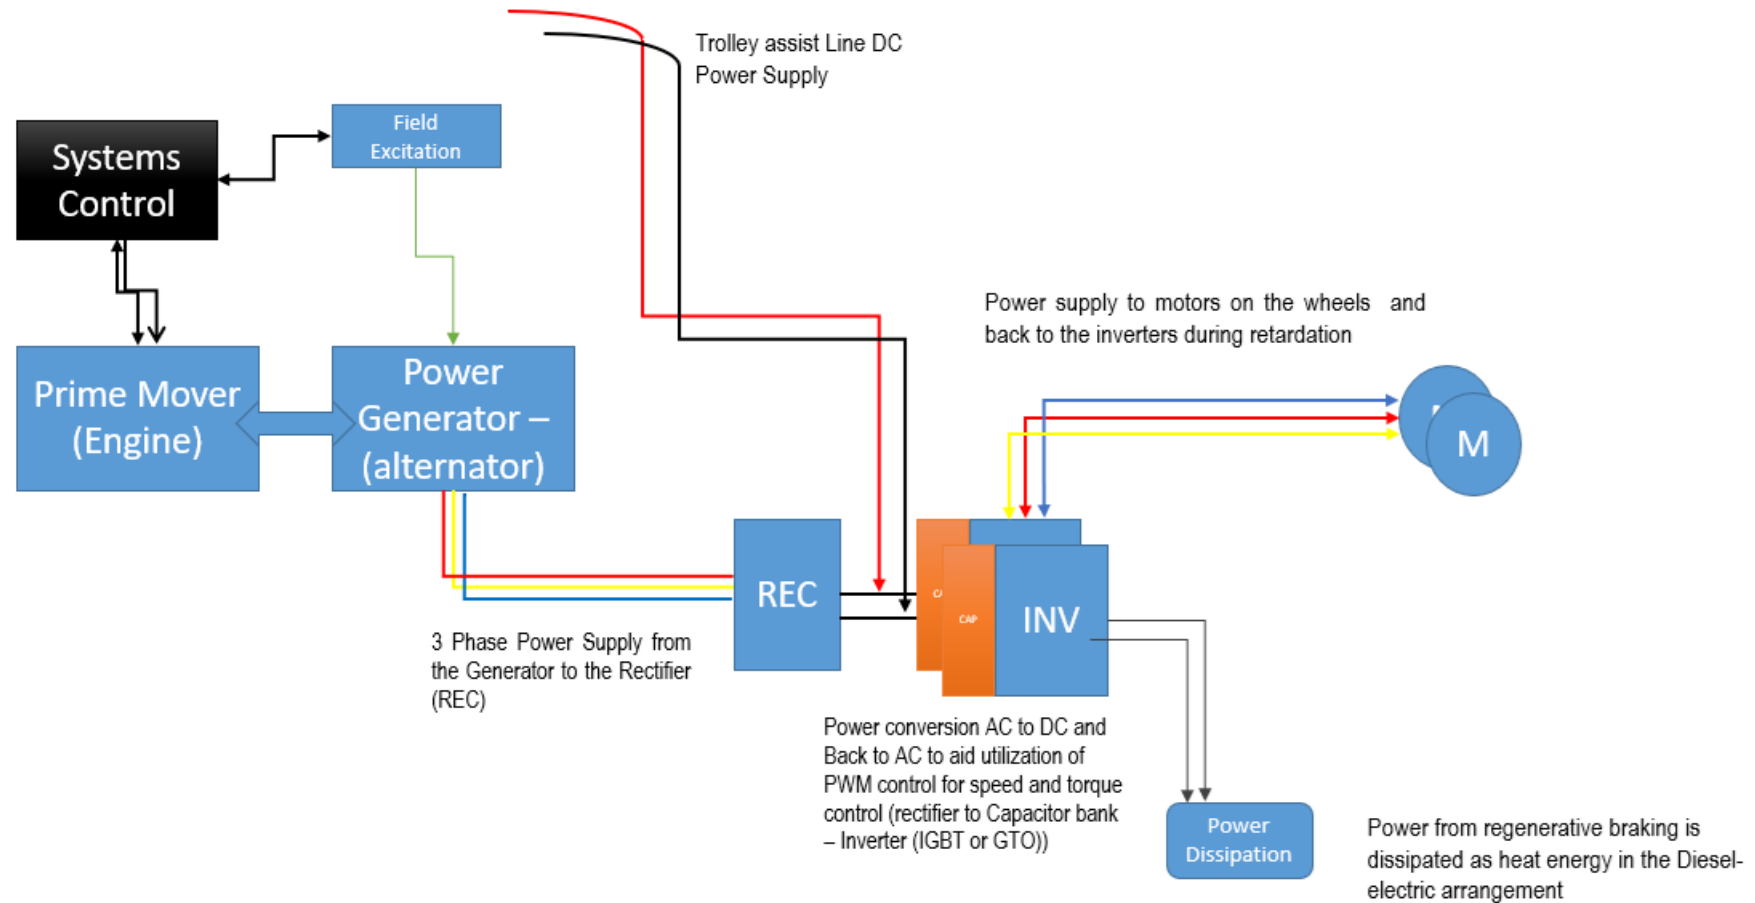 Trolley assist Line DC
Power Supply
Field
Excitation
Systems
Control
Power supply to motors on the wheels and
back to the inverters during retardation
Prime Mover
(Engine)
Power
Generator –
(alternator)
M
REC
CAP
INV
3 Phase Power Supply from
the Generator to the Rectifier
(REC)
Power conversion AC to DC and
Back to AC to aid utilization of
PWM control for speed and torque
control (rectifier to Capacitor bank
– Inverter (IGBT or GTO))
Power
Dissipation
Power from regenerative braking is
dissipated as heat energy in the Diesel-
electric arrangement